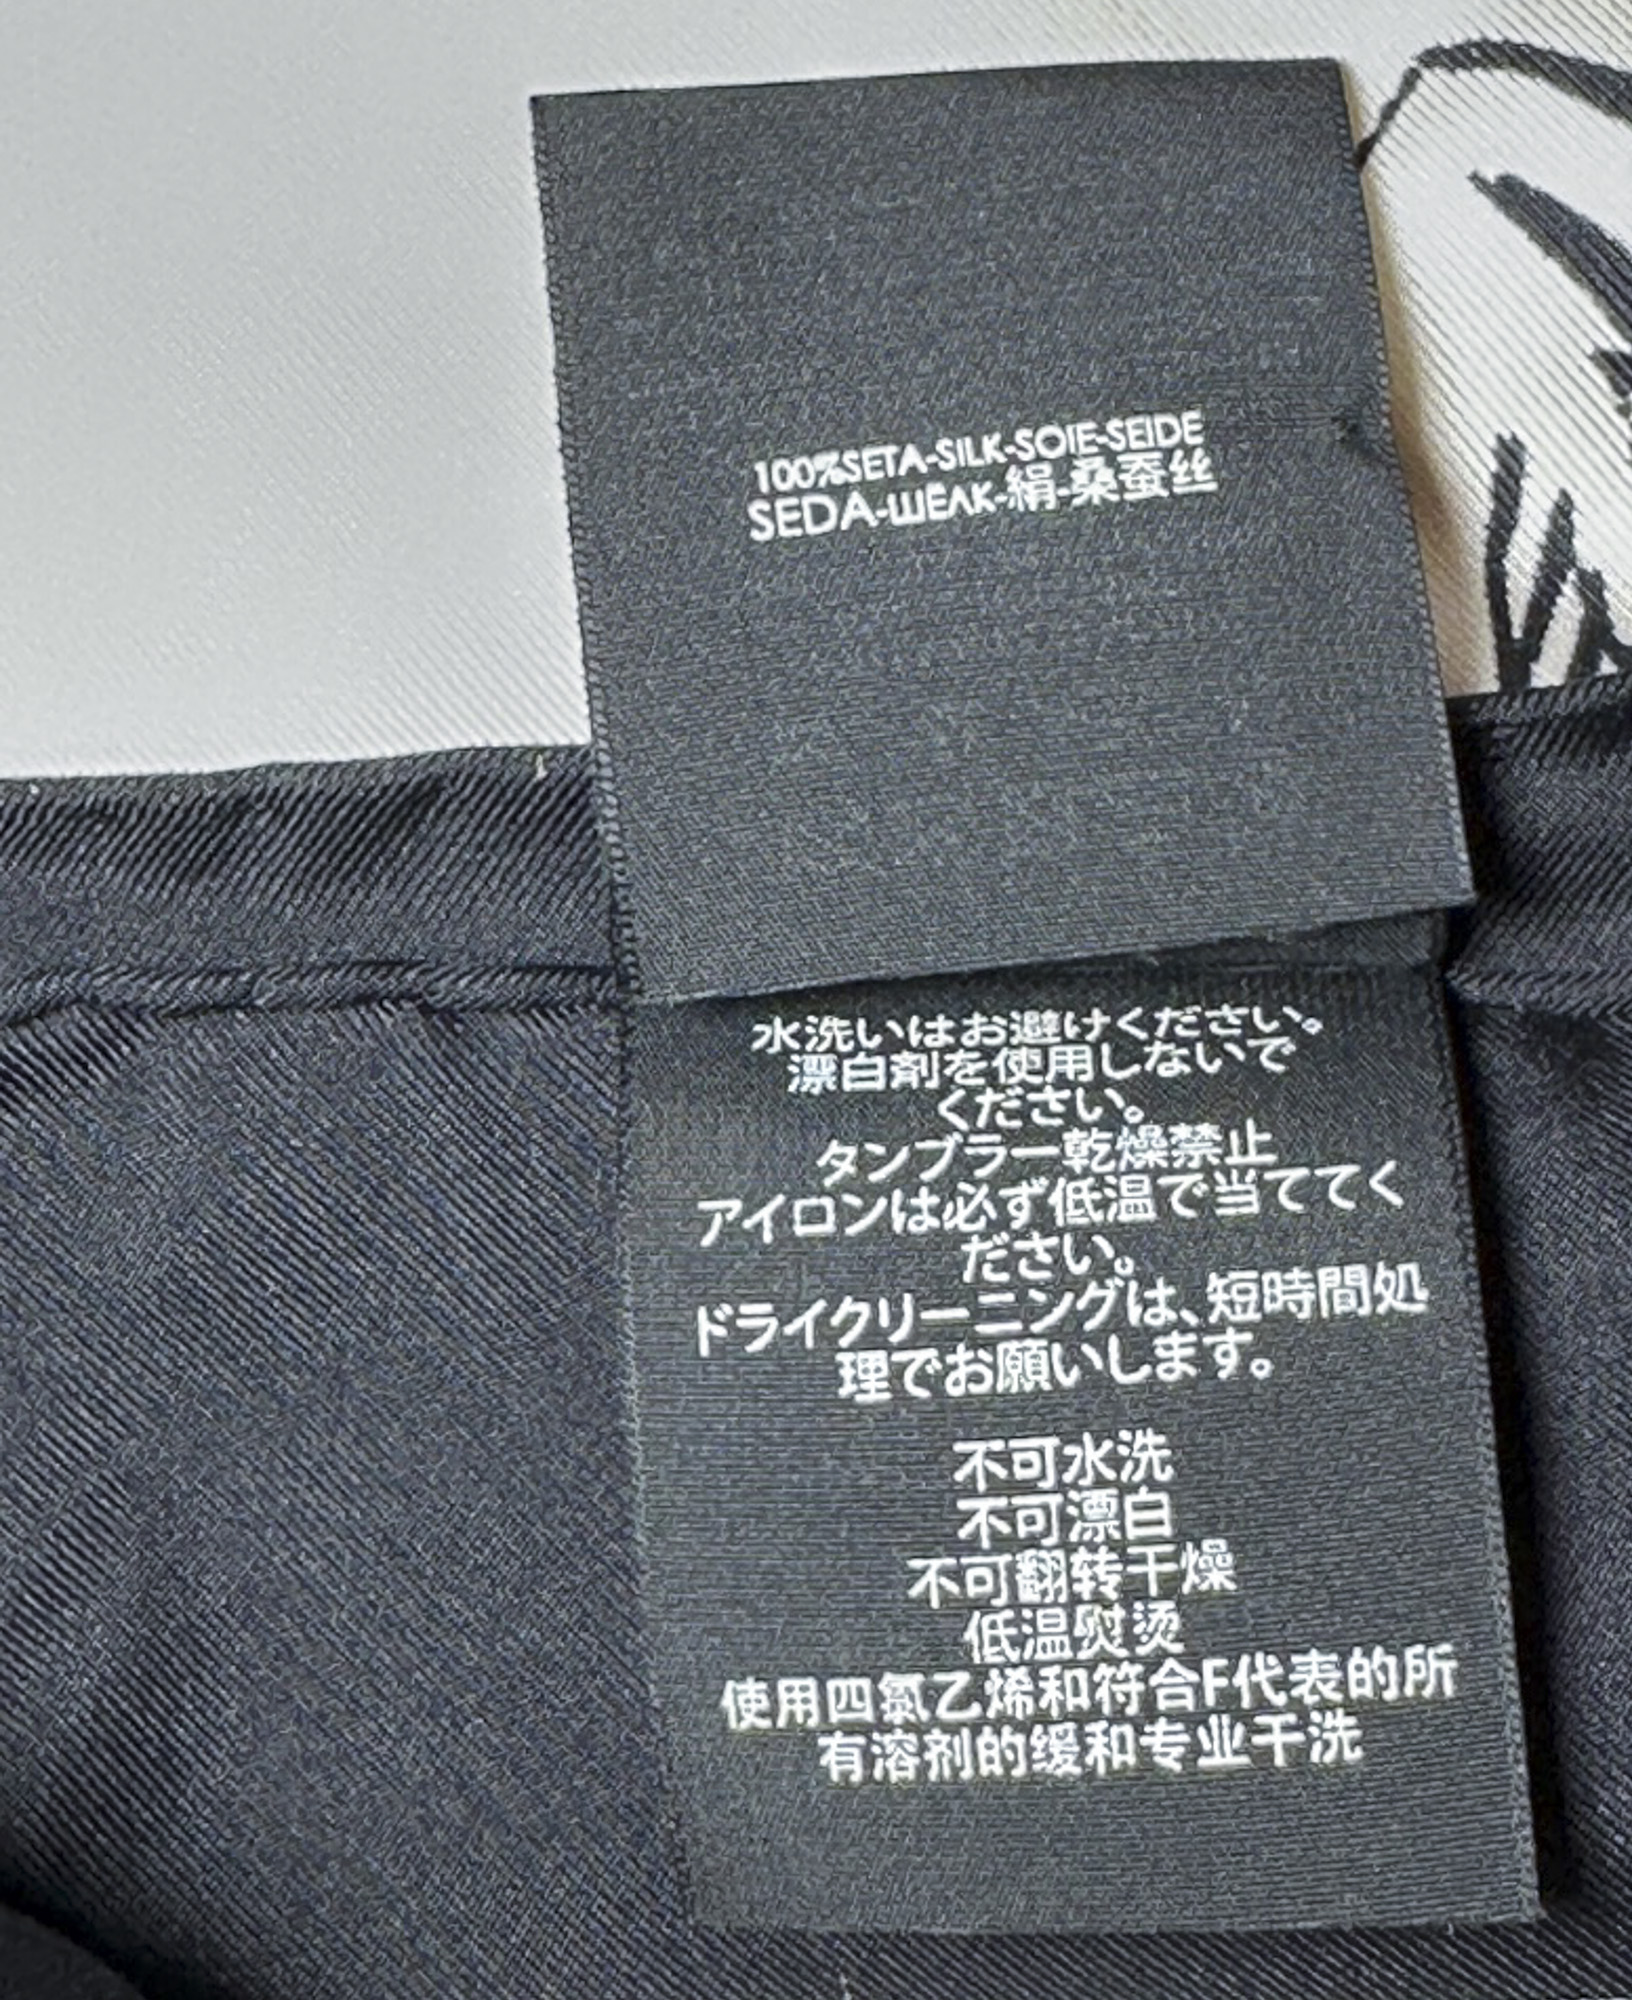 100%SETA-SILK-SOIE-SEIDE
SEDA-ШЁЛК-絹-桑蚕丝
水洗いはお避けください。
漂白剤を使用しないで
ください。
タンブラー乾燥禁止
アイロンは必ず低温で当ててく
ださい。
ドライクリーニングは、短時間処
理でお願いします。
不可水洗
不可漂白
不可翻转干燥
低温熨烫
使用四氯乙烯和符合F代表的所
有溶剂的缓和专业干洗